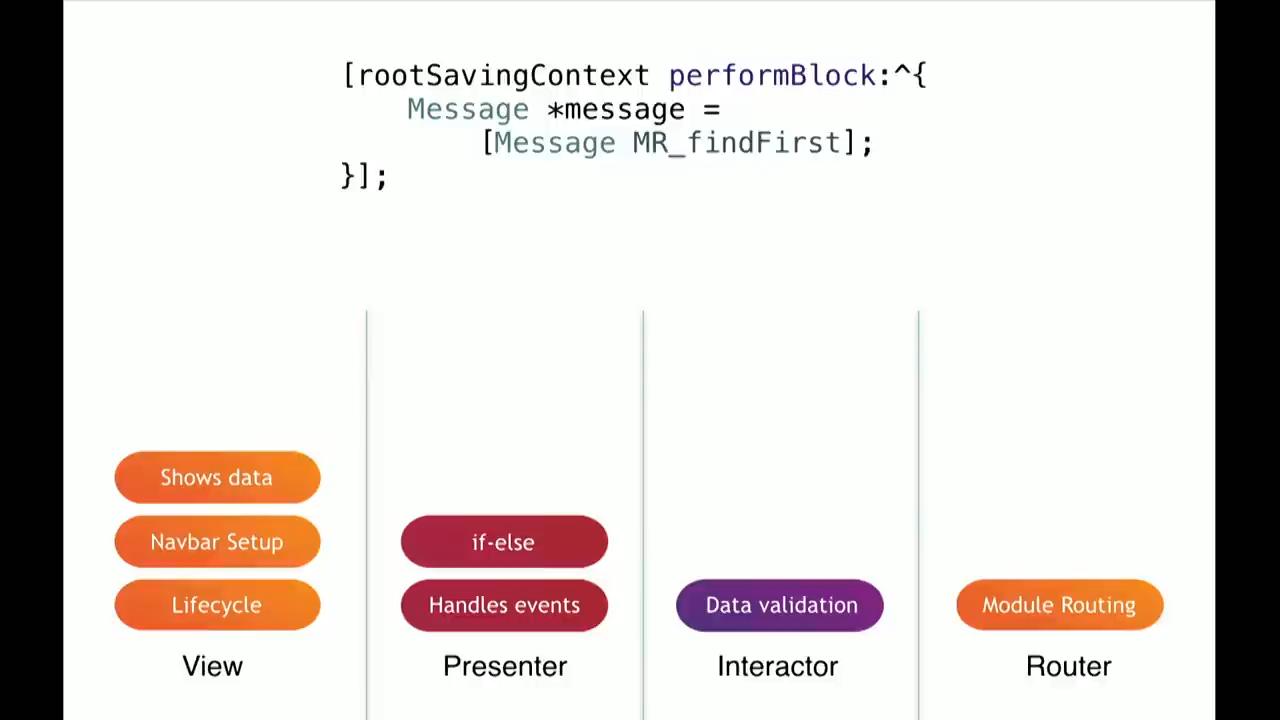 [rootSavingContext performBlock:^{
    Message *message =
        [Message MR_findFirst];
}];
Shows data
Navbar Setup
if-else
Lifecycle
Handles events
Data validation
Module Routing
View
Presenter
Interactor
Router